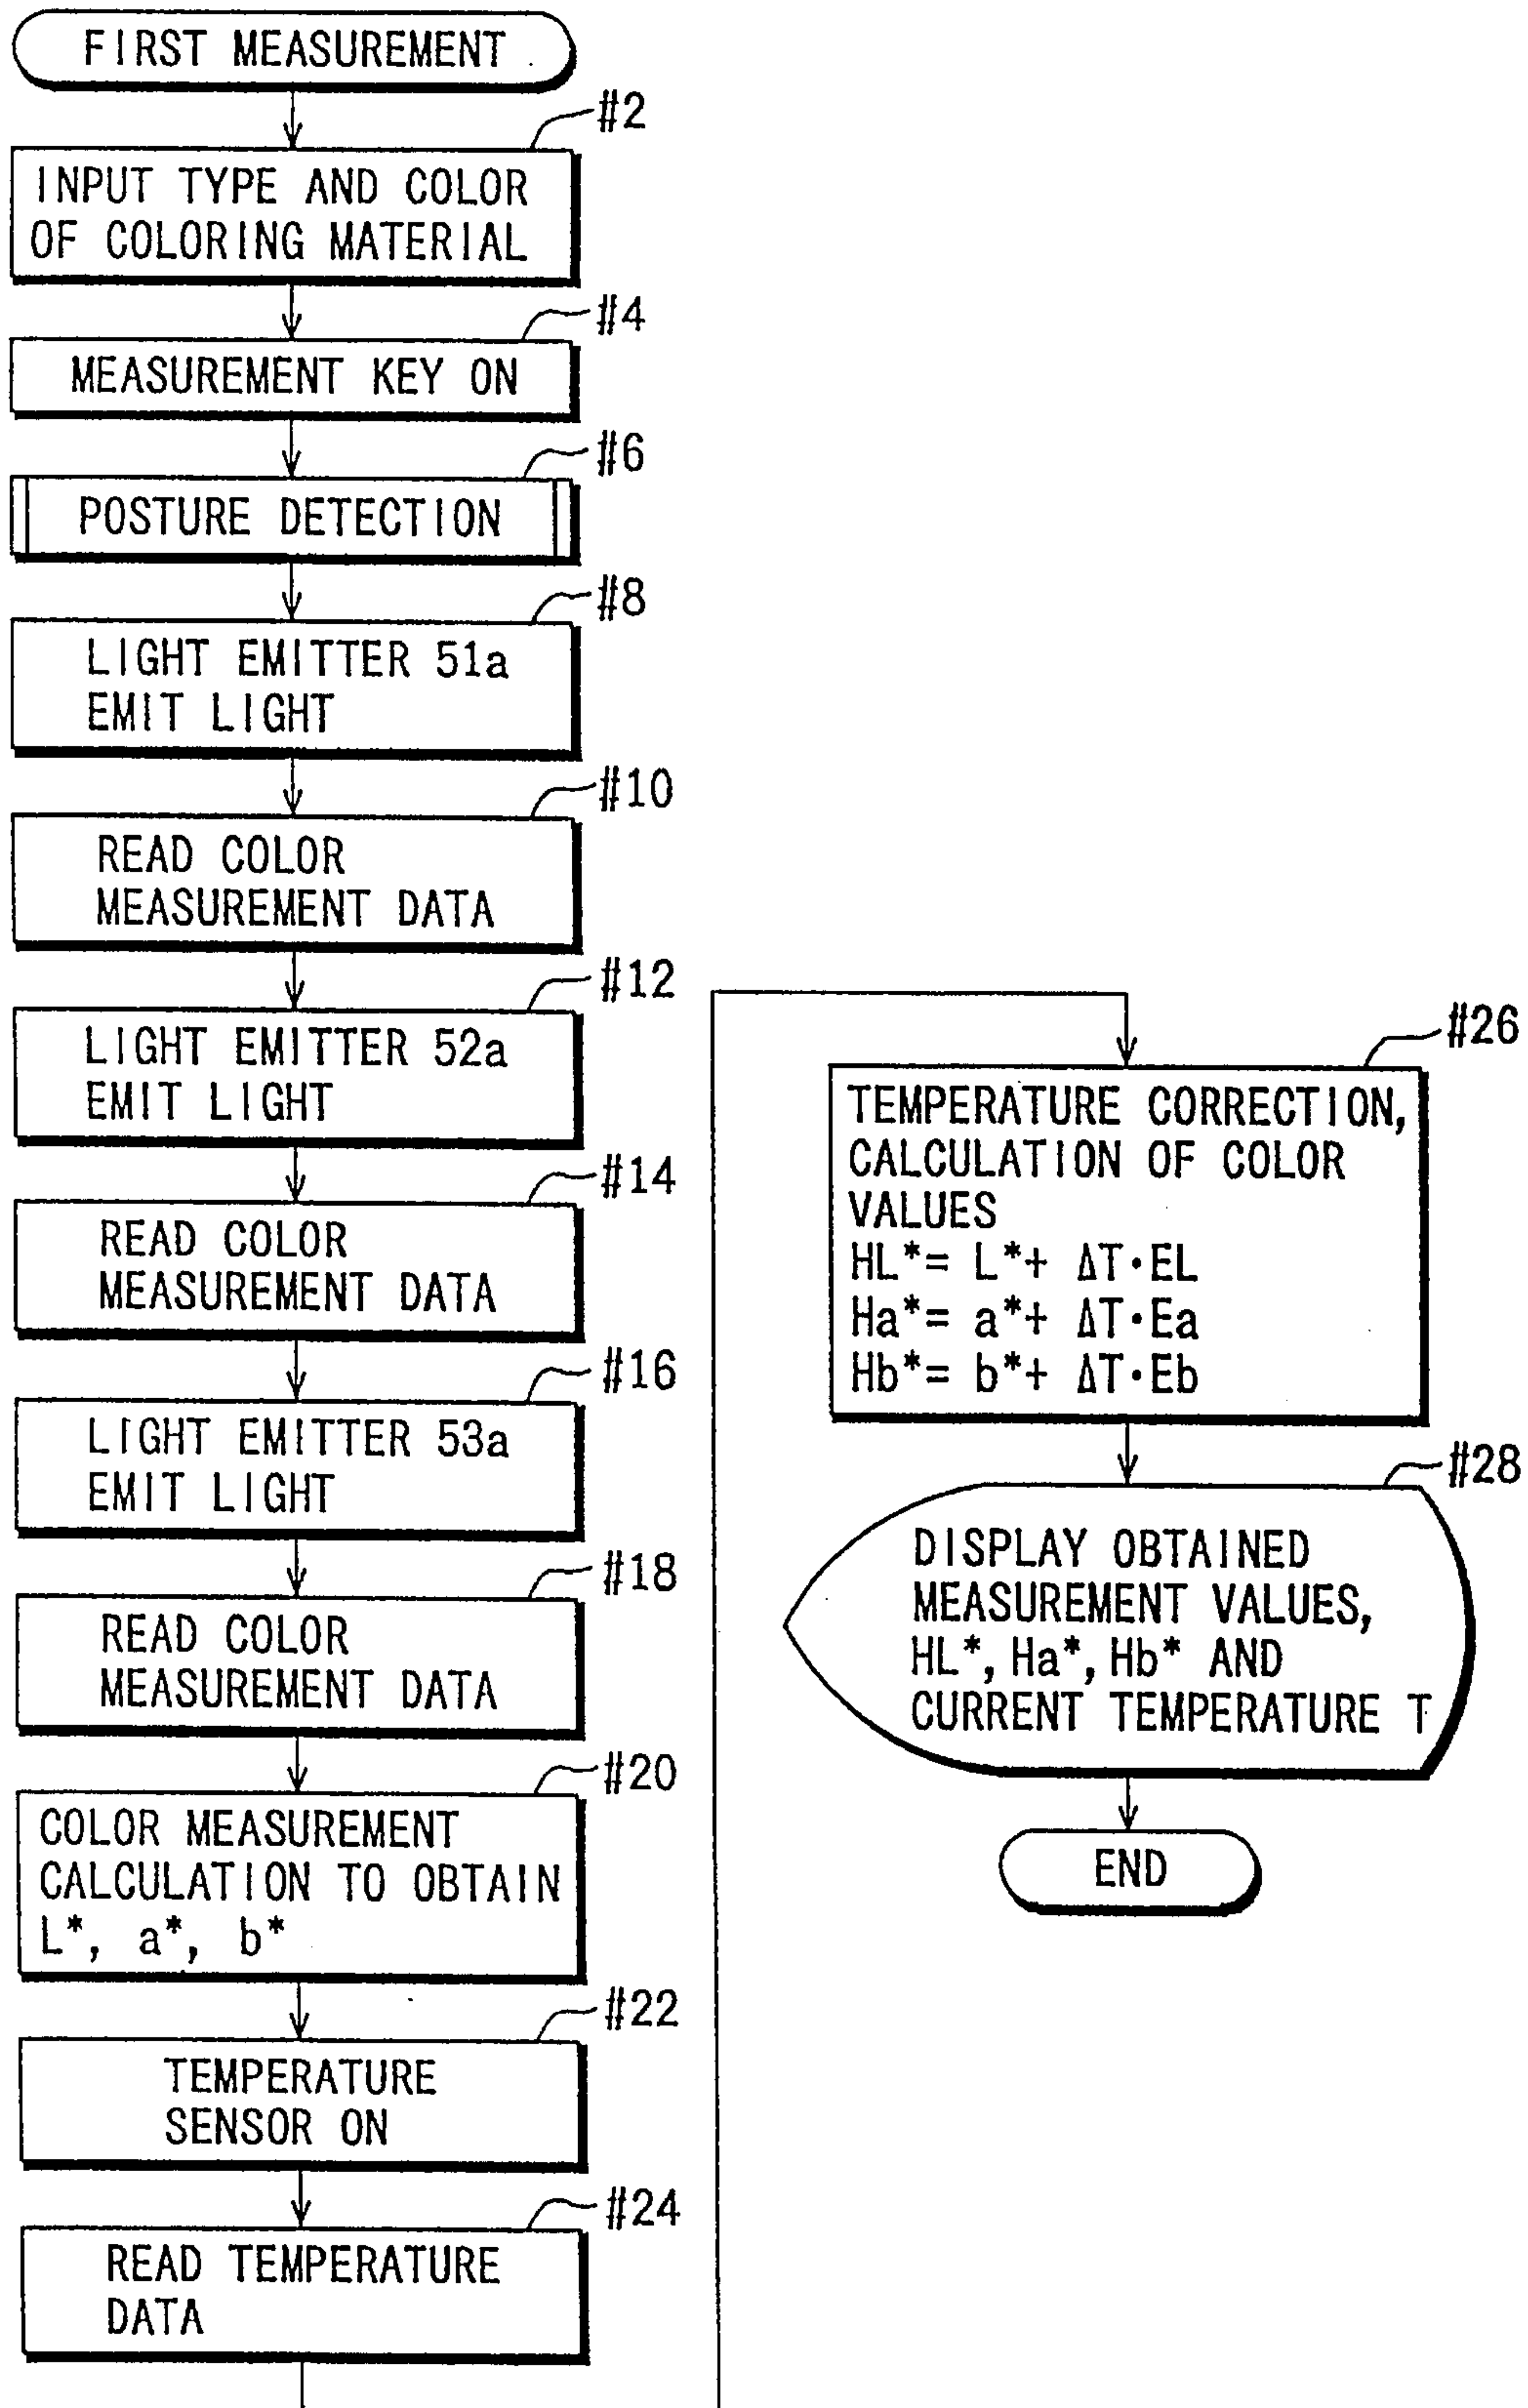 FIRST MEASUREMENT
#2
INPUT TYPE AND COLOR
OF COLORING MATERIAL
#4
MEASUREMENT KEY ON
#6
POSTURE DETECTION
#8
LIGHT EMITTER 51a
EMIT LIGHT
#10
READ COLOR
MEASUREMENT DATA
#12
LIGHT EMITTER 52a
EMIT LIGHT
#14
READ COLOR
MEASUREMENT DATA
#16
LIGHT EMITTER 53a
EMIT LIGHT
#18
READ COLOR
MEASUREMENT DATA
#20
COLOR MEASUREMENT
CALCULATION TO OBTAIN
L*, a*, b*
#22
TEMPERATURE
SENSOR ON
#24
READ TEMPERATURE
DATA
#26
TEMPERATURE CORRECTION,
CALCULATION OF COLOR
VALUES
HL*= L*+ ΔT·EL
Ha*= a*+ ΔT·Ea
Hb*= b*+ ΔT·Eb
#28
DISPLAY OBTAINED
MEASUREMENT VALUES,
HL*, Ha*, Hb* AND
CURRENT TEMPERATURE T
END